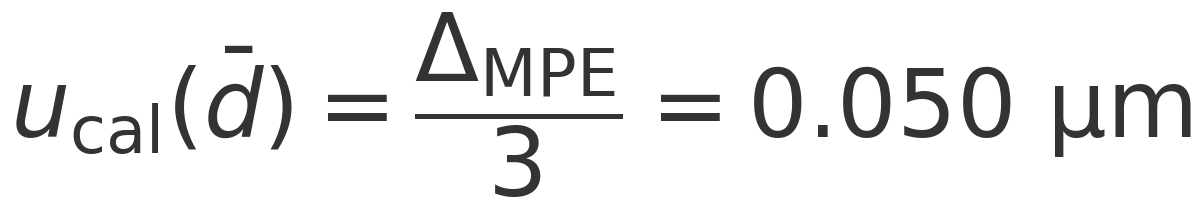 u_cal(d̄) = Δ_MPE / 3 = 0.050 µm